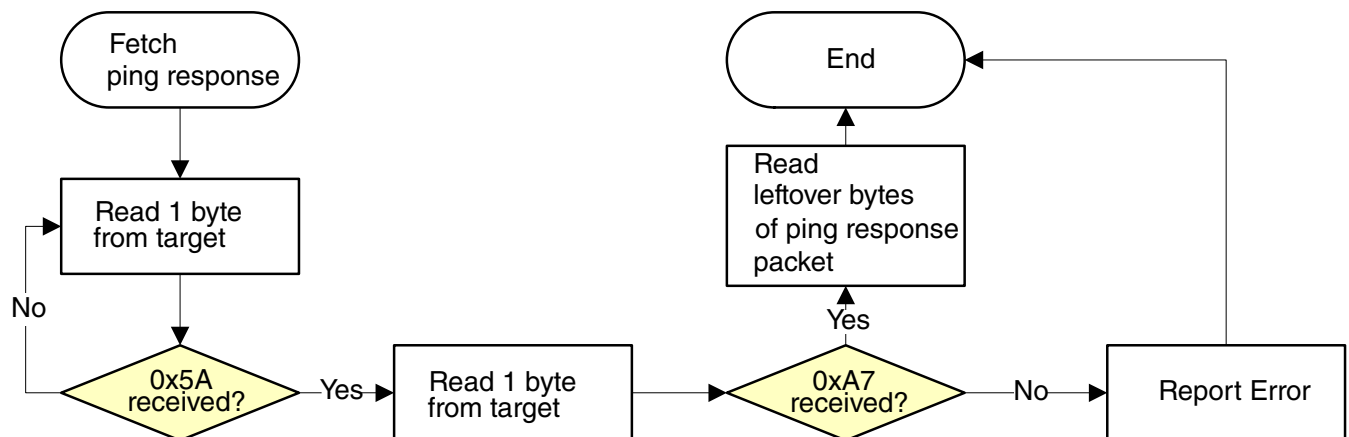 Fetch
ping response
Read 1 byte
from target
No
0x5A
received?
Yes
Read 1 byte
from target
0xA7
received?
Yes
Read
leftover bytes
of ping response
packet
End
No
Report Error